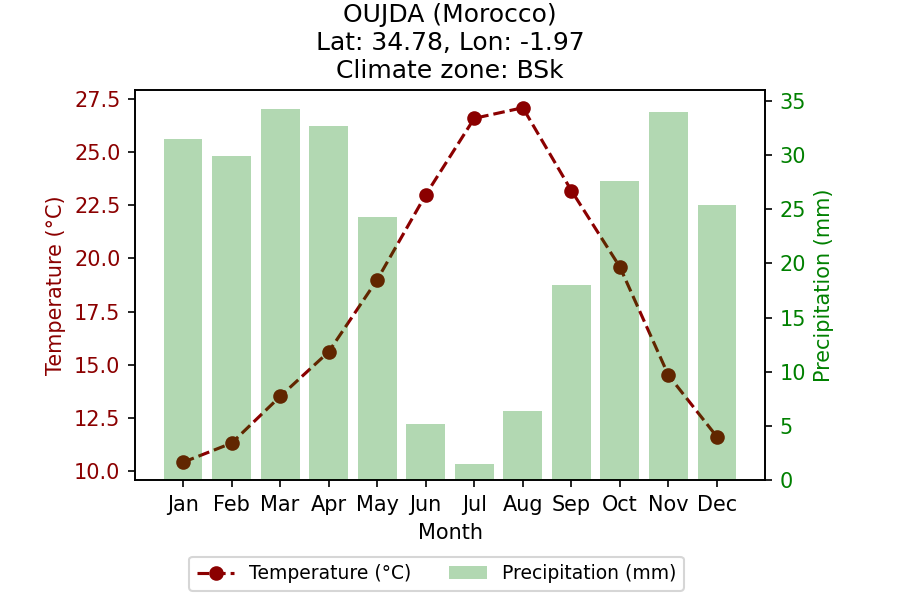 OUJDA (Morocco)
Lat: 34.78, Lon: -1.97
Climate zone: BSk
27.5
25.0
22.5
20.0
17.5
15.0
12.5
10.0
Temperature (°C)
35
30
25
20
15
10
5
0
Precipitation (mm)
Jan Feb Mar Apr May Jun Jul Aug Sep Oct Nov Dec
Month
Temperature (°C) Precipitation (mm)